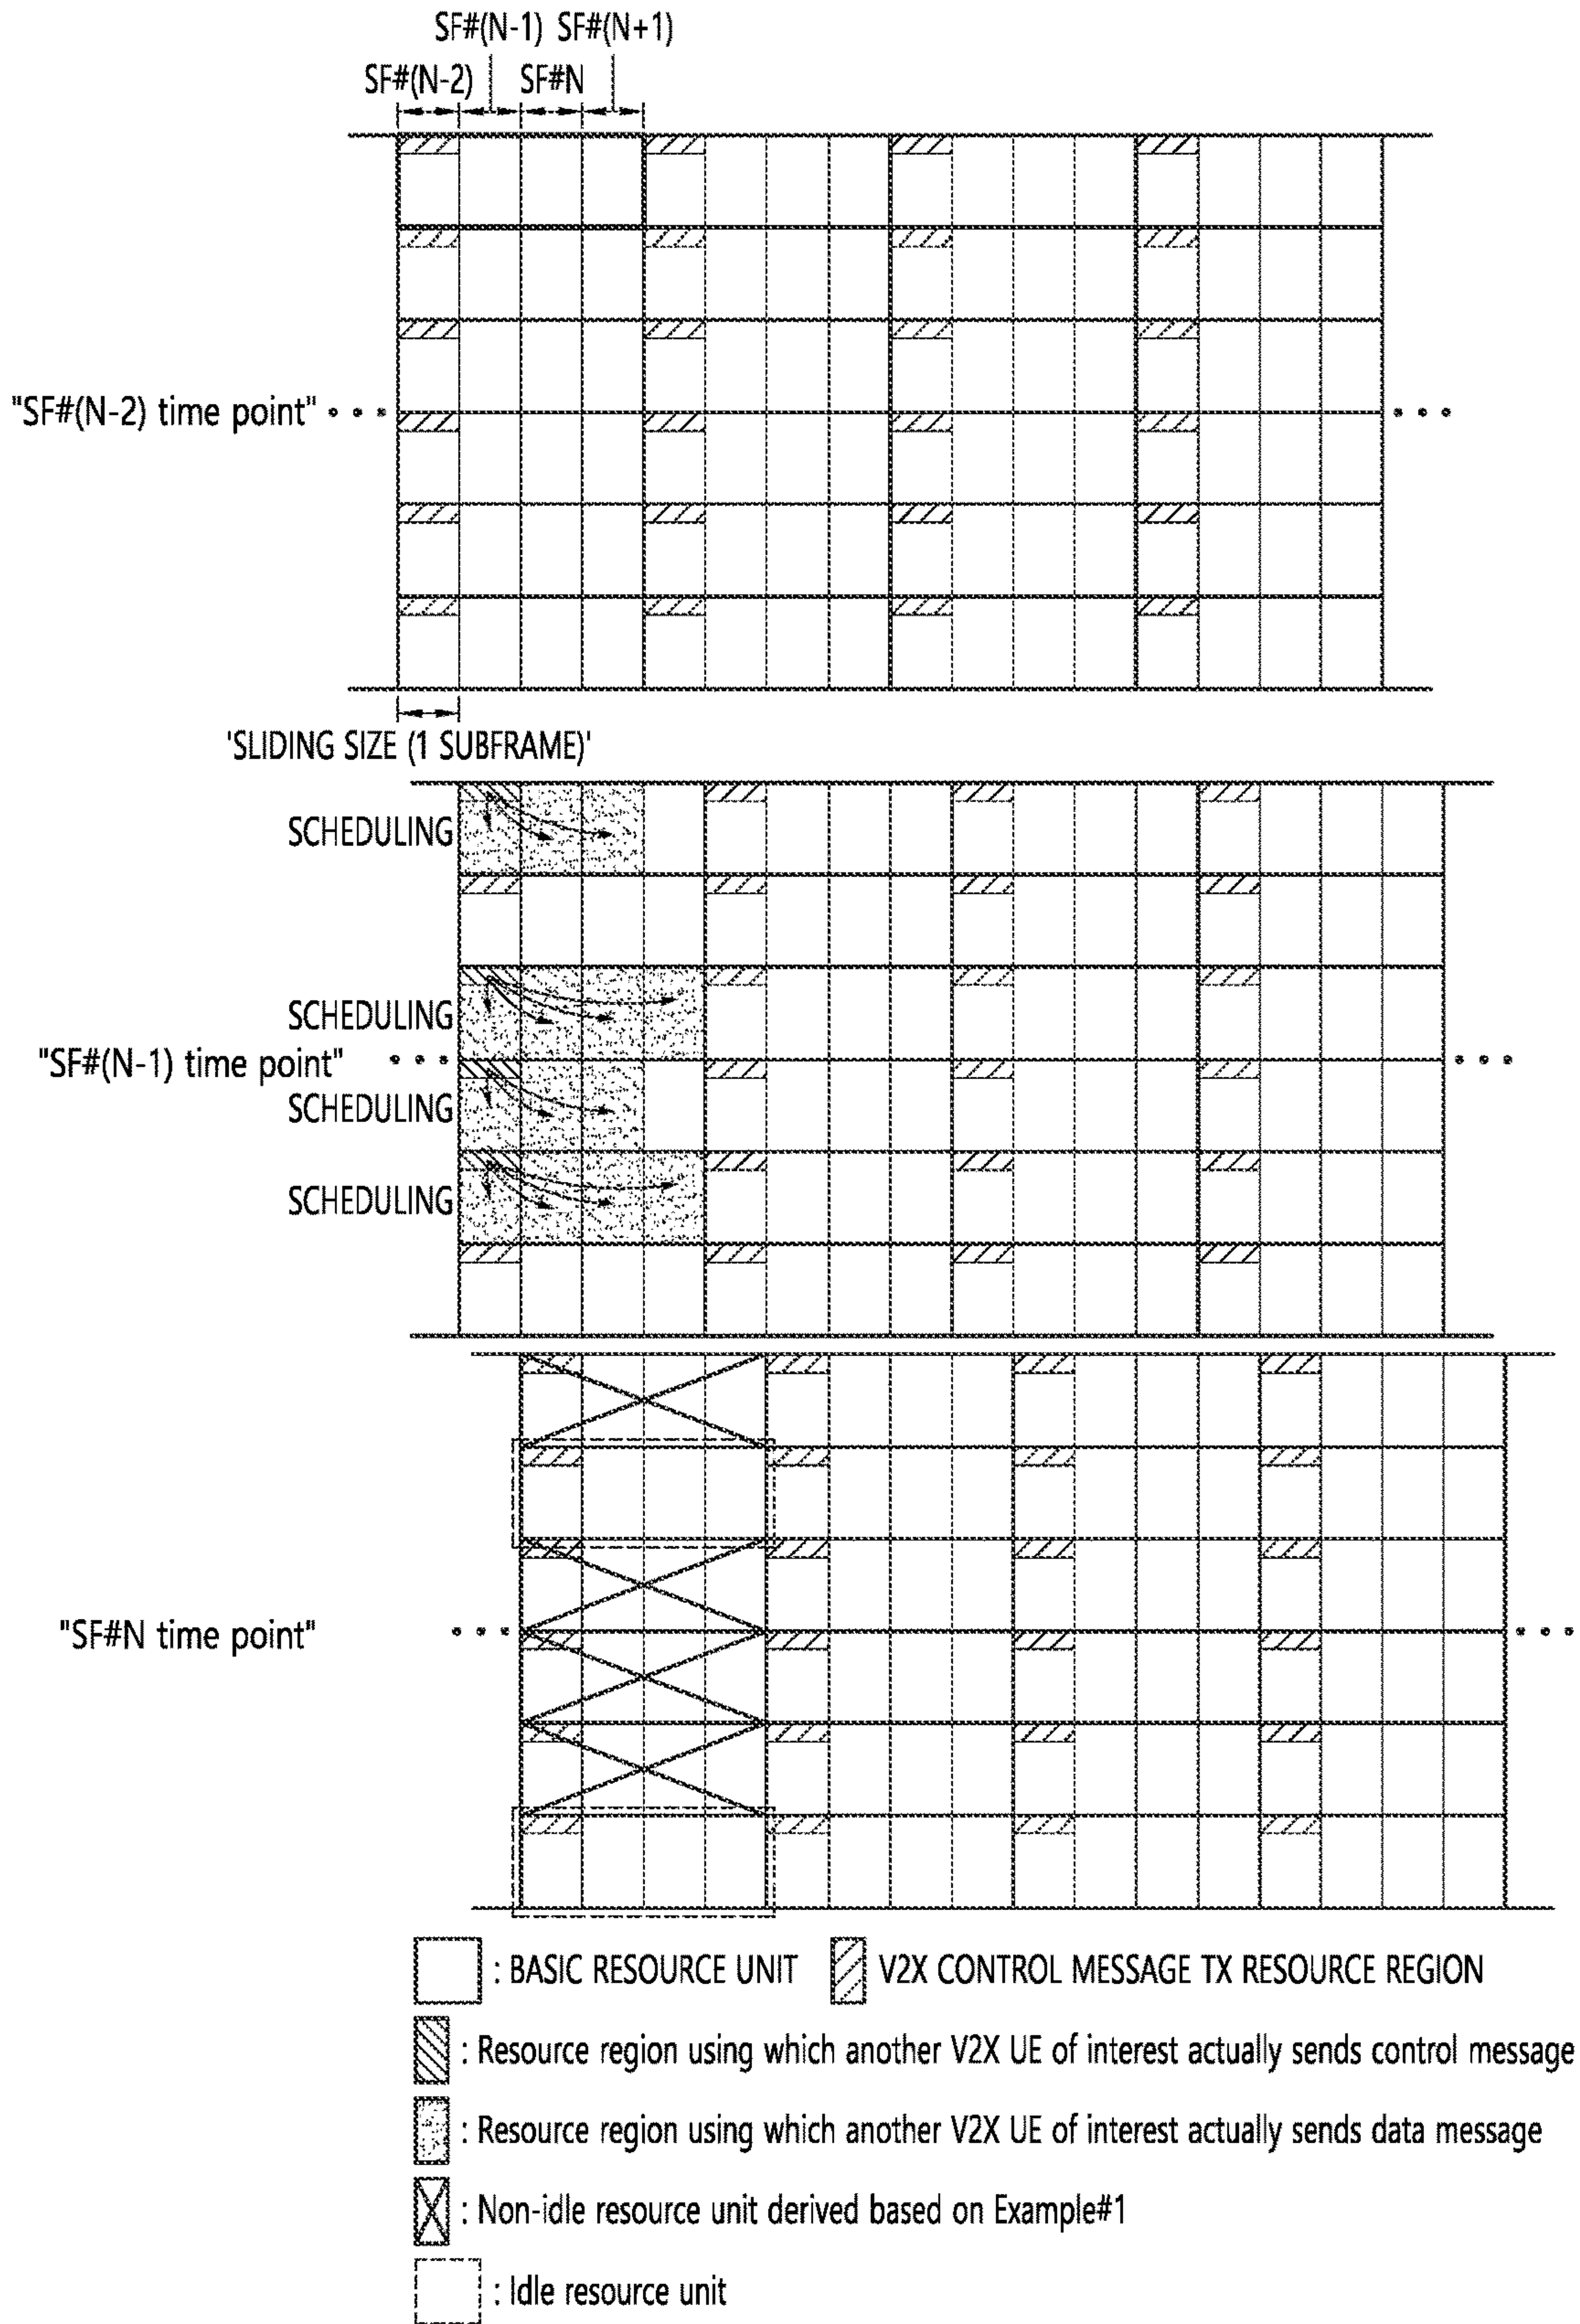 SF#(N-1) SF#(N+1)
SF#(N-2) SF#N
"SF#(N-2) time point"
'SLIDING SIZE (1 SUBFRAME)'
SCHEDULING
SCHEDULING
"SF#(N-1) time point"
SCHEDULING
SCHEDULING
"SF#N time point"
: BASIC RESOURCE UNIT
V2X CONTROL MESSAGE TX RESOURCE REGION
: Resource region using which another V2X UE of interest actually sends control message
: Resource region using which another V2X UE of interest actually sends data message
: Non-idle resource unit derived based on Example#1
: Idle resource unit